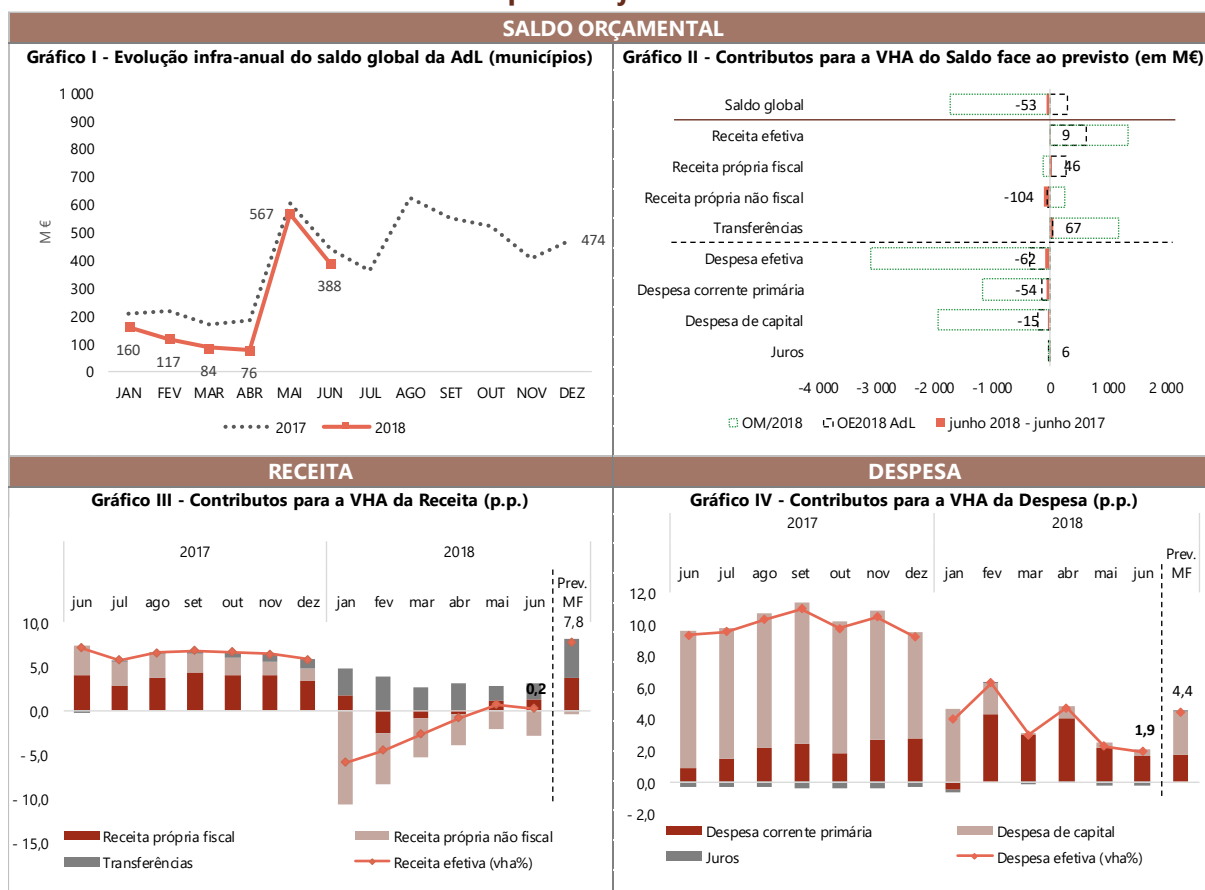 SALDO ORÇAMENTAL
Gráfico I - Evolução infra-anual do saldo global da AdL (municípios)
1 000
900
800
700
600
500
400
300
200
100
0
M €
160
117
84
76
567
388
474
JAN FEV MAR ABR MAI JUN JUL AGO SET OUT NOV DEZ
2017 2018
Gráfico II - Contributos para a VHA do Saldo face ao previsto (em M€)
Saldo global -53
Receita efetiva 9
Receita própria fiscal 46
Receita própria não fiscal -104
Transferências 67
Despesa efetiva -62
Despesa corrente primária -54
Despesa de capital -15
Juros 6
-4 000 -3 000 -2 000 -1 000 0 1 000 2 000
OM/2018 OE2018 AdL junho 2018 - junho 2017
RECEITA
Gráfico III - Contributos para a VHA da Receita (p.p.)
2017 2018
jun jul ago set out nov dez jan fev mar abr mai jun Prev. MF
7,8
0,2
10,0
5,0
0,0
- 5,0
- 10,0
- 15,0
Receita própria fiscal Receita própria não fiscal
Transferências Receita efetiva (vha%)
DESPESA
Gráfico IV - Contributos para a VHA da Despesa (p.p.)
2017 2018
jun jul ago set out nov dez jan fev mar abr mai jun Prev. MF
4,4
1,9
12,0
10,0
8,0
6,0
4,0
2,0
0,0
- 2,0
Despesa corrente primária Despesa de capital
Juros Despesa efetiva (vha%)